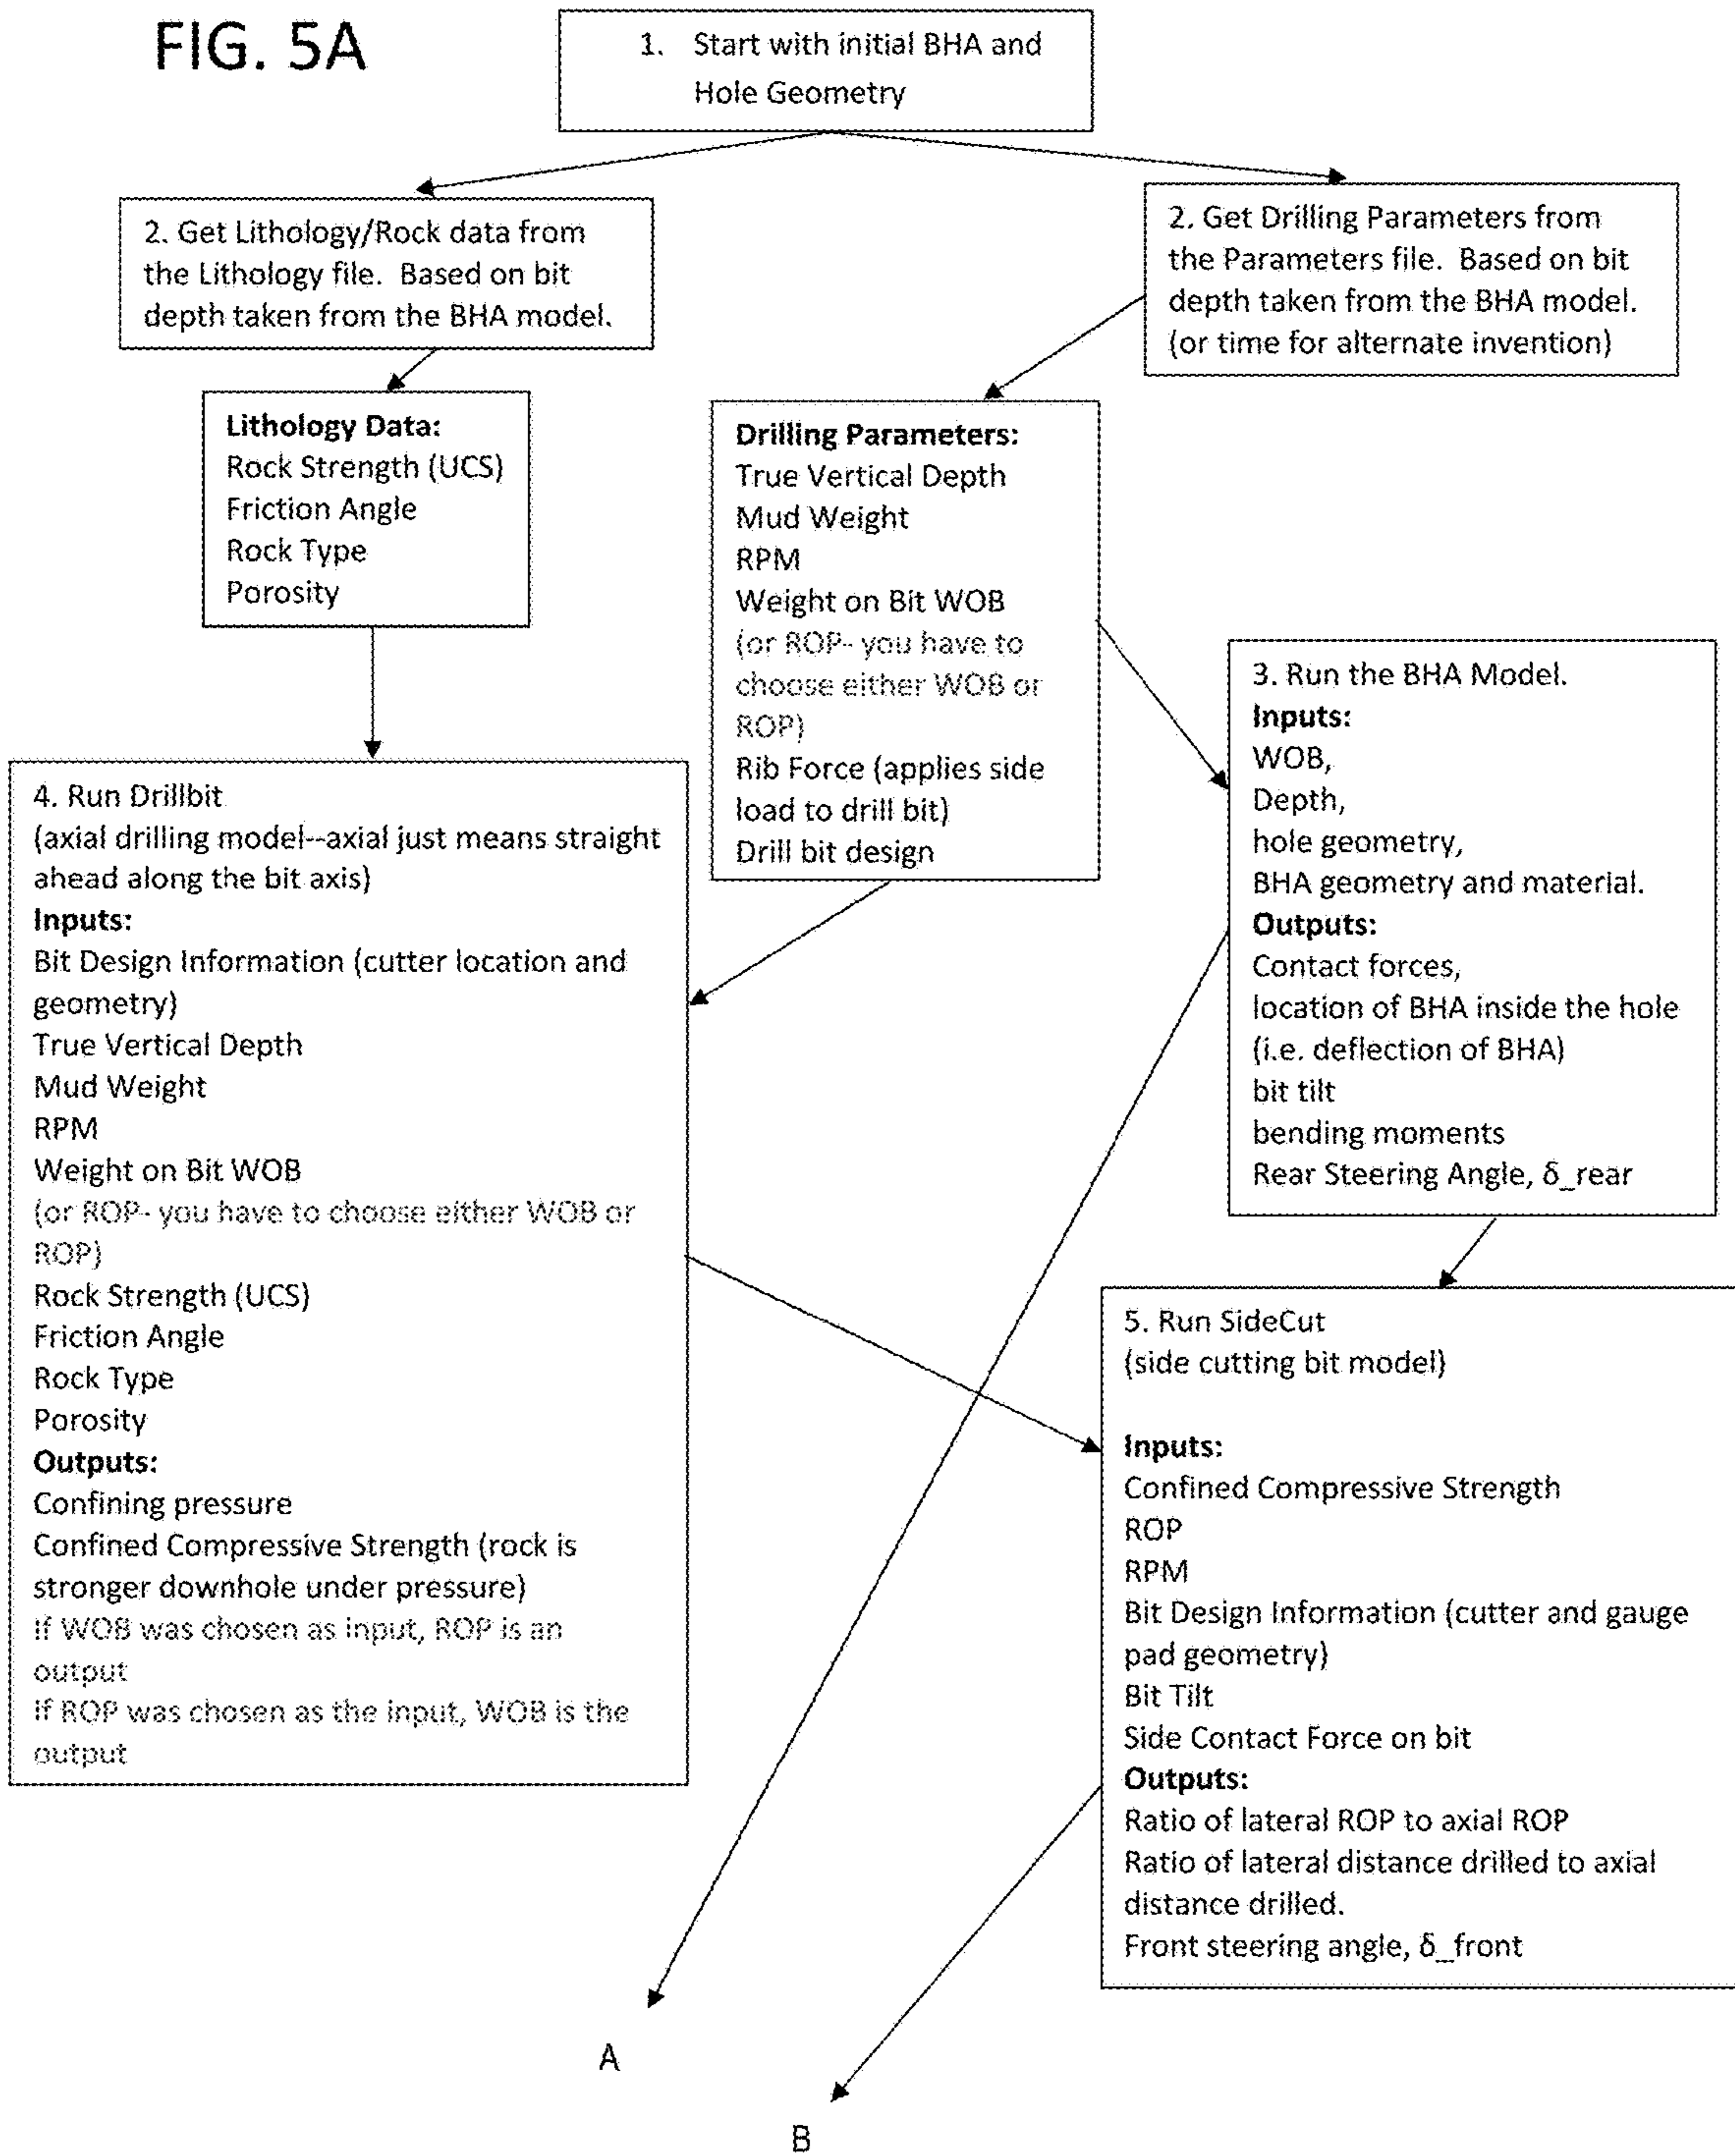 FIG. 5A
1. Start with initial BHA and
Hole Geometry
2. Get Lithology/Rock data from
the Lithology file. Based on bit
depth taken from the BHA model.
2. Get Drilling Parameters from
the Parameters file. Based on bit
depth taken from the BHA model.
(or time for alternate invention)
Lithology Data:
Rock Strength (UCS)
Friction Angle
Rock Type
Porosity
Drilling Parameters:
True Vertical Depth
Mud Weight
RPM
Weight on Bit WOB
(or ROP- you have to
choose either WOB or
ROP)
Rib Force (applies side
load to drill bit)
Drill bit design
3. Run the BHA Model.
Inputs:
WOB,
Depth,
hole geometry,
BHA geometry and material.
Outputs:
Contact forces,
location of BHA inside the hole
(i.e. deflection of BHA)
bit tilt
bending moments
Rear Steering Angle, δ_rear
4. Run Drillbit
(axial drilling model--axial just means straight
ahead along the bit axis)
Inputs:
Bit Design Information (cutter location and
geometry)
True Vertical Depth
Mud Weight
RPM
Weight on Bit WOB
(or ROP- you have to choose either WOB or
ROP)
Rock Strength (UCS)
Friction Angle
Rock Type
Porosity
Outputs:
Confining pressure
Confined Compressive Strength (rock is
stronger downhole under pressure)
If WOB was chosen as input, ROP is an
output
If ROP was chosen as the input, WOB is the
output
5. Run SideCut
(side cutting bit model)
Inputs:
Confined Compressive Strength
ROP
RPM
Bit Design Information (cutter and gauge
pad geometry)
Bit Tilt
Side Contact Force on bit
Outputs:
Ratio of lateral ROP to axial ROP
Ratio of lateral distance drilled to axial
distance drilled.
Front steering angle, δ_front
A
B